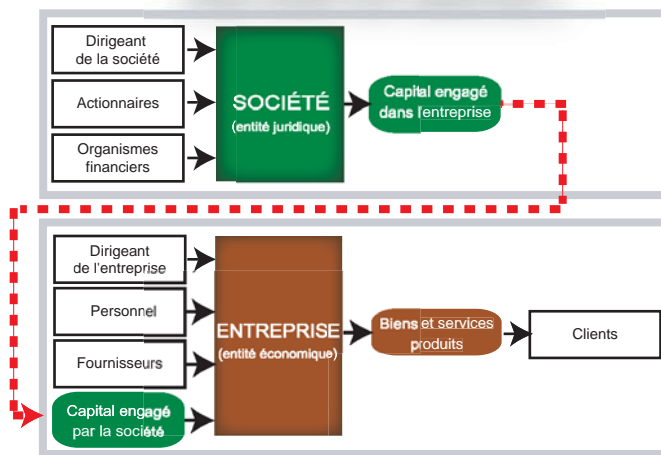 Dirigeant
de la société
Actionnaires
Organismes
financiers
SOCIÉTÉ
(entité juridique)
Capital engagé
dans l'entreprise
Dirigeant
de l'entreprise
Personnel
Fournisseurs
Capital engagé
par la société
ENTREPRISE
(entité économique)
Biens et services
produits
Clients